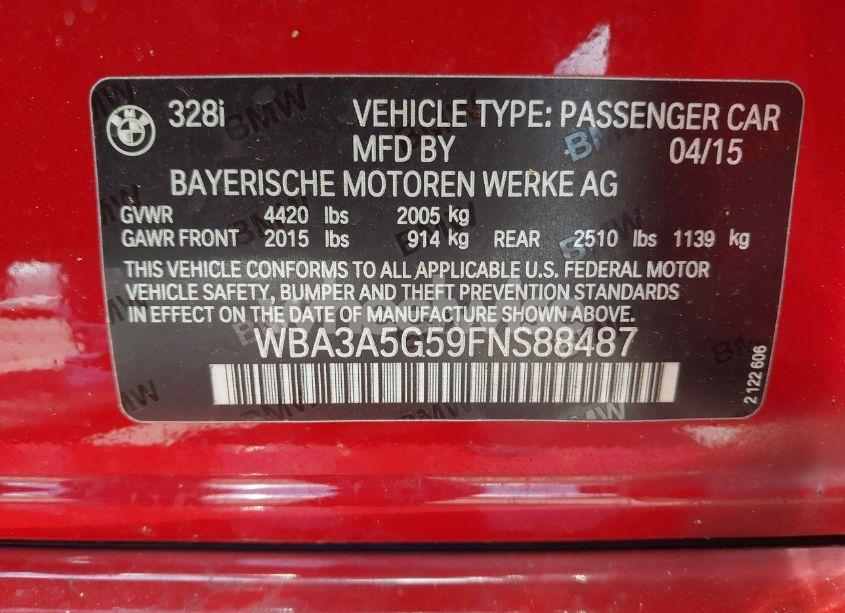 328i VEHICLE TYPE: PASSENGER CAR
MFD BY 04/15
BAYERISCHE MOTOREN WERKE AG
GVWR 4420 lbs 2005 kg
GAWR FRONT 2015 lbs 914 kg REAR 2510 lbs 1139 kg
THIS VEHICLE CONFORMS TO ALL APPLICABLE U.S. FEDERAL MOTOR
VEHICLE SAFETY, BUMPER AND THEFT PREVENTION STANDARDS
IN EFFECT ON THE DATE OF MANUFACTURE SHOWN ABOVE.
WBA3A5G59FNS88487
2 122 606